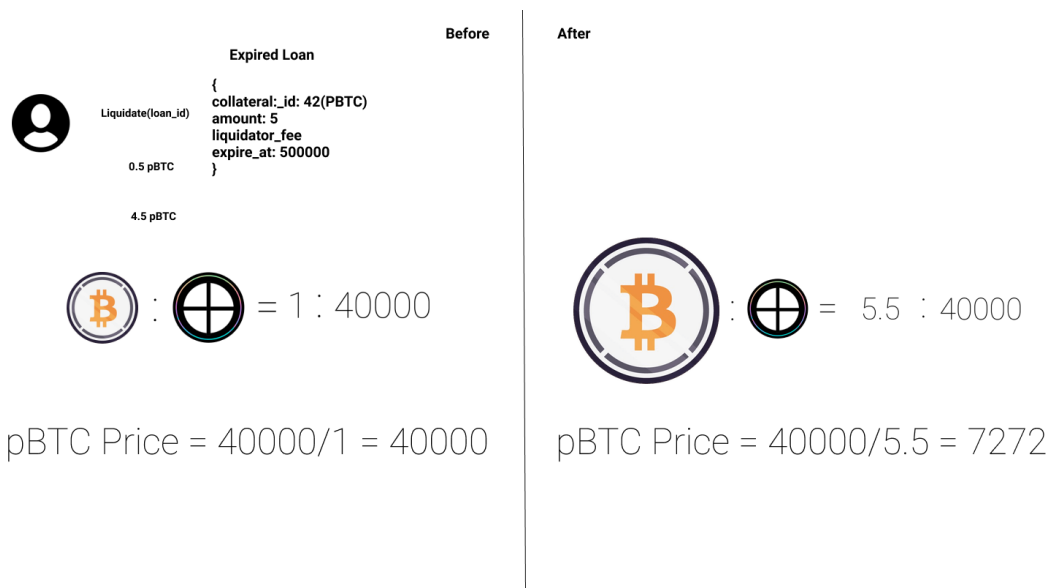 Before
Expired Loan
{
collateral:_id: 42(PBTC)
amount: 5
liquidator_fee
expire_at: 500000
}
Liquidate(loan_id)
0.5 pBTC
4.5 pBTC
: = 1 : 40000
pBTC Price = 40000/1 = 40000
After
: = 5.5 : 40000
pBTC Price = 40000/5.5 = 7272